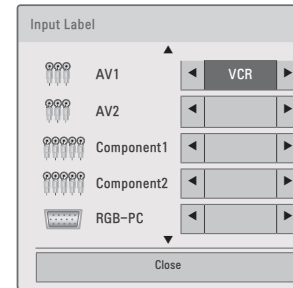 Input Label
AV1 VCR
AV2
Component1
Component2
RGB-PC
Close